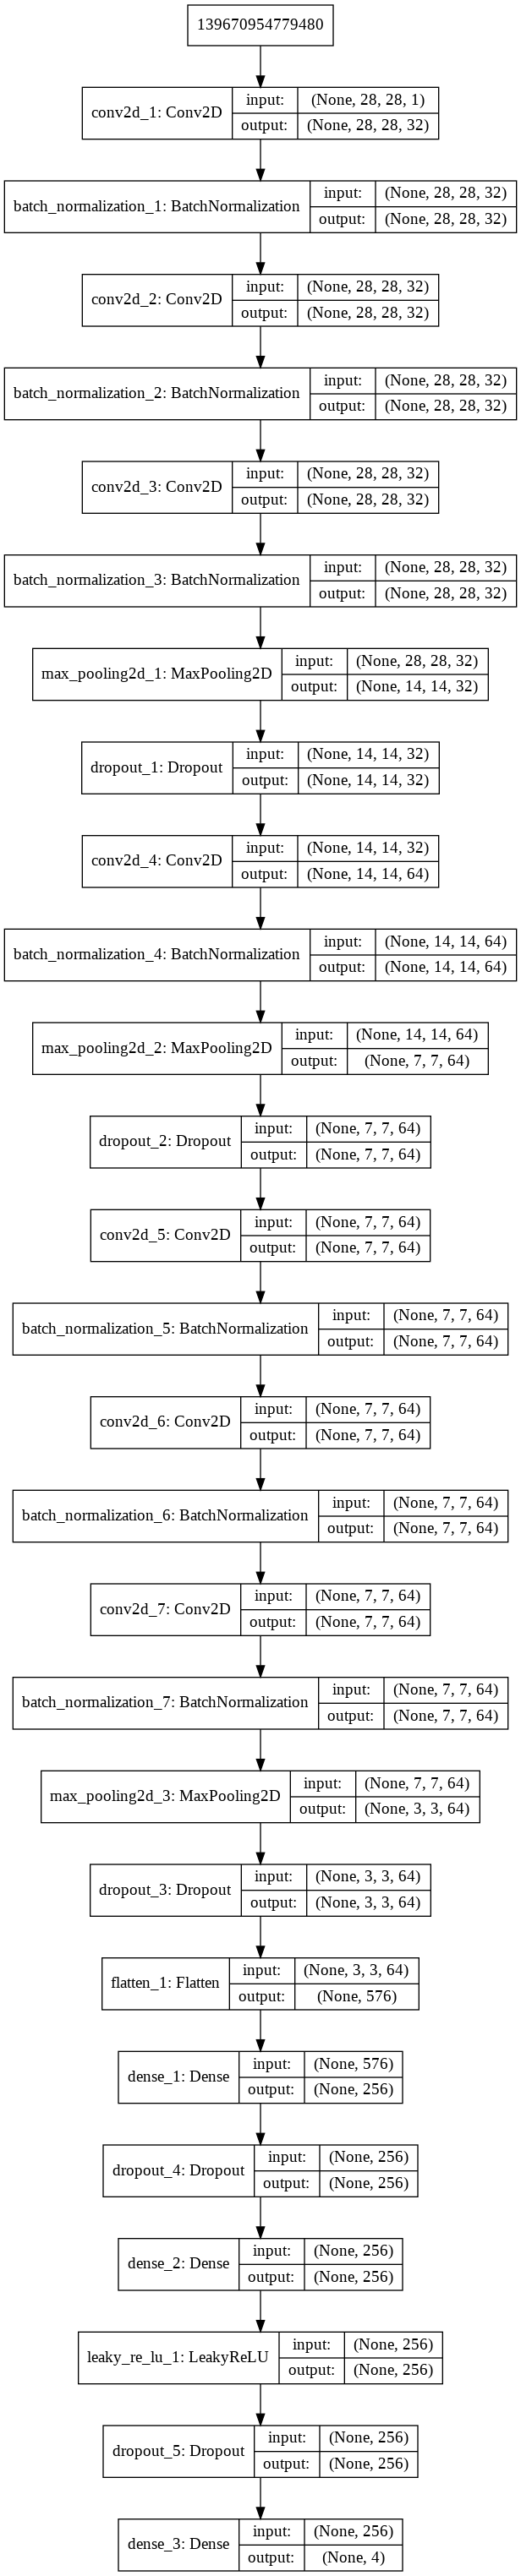 139670954779480
conv2d_1: Conv2D
input: (None, 28, 28, 1)
output: (None, 28, 28, 32)
batch_normalization_1: BatchNormalization
input: (None, 28, 28, 32)
output: (None, 28, 28, 32)
conv2d_2: Conv2D
input: (None, 28, 28, 32)
output: (None, 28, 28, 32)
batch_normalization_2: BatchNormalization
input: (None, 28, 28, 32)
output: (None, 28, 28, 32)
conv2d_3: Conv2D
input: (None, 28, 28, 32)
output: (None, 28, 28, 32)
batch_normalization_3: BatchNormalization
input: (None, 28, 28, 32)
output: (None, 28, 28, 32)
max_pooling2d_1: MaxPooling2D
input: (None, 28, 28, 32)
output: (None, 14, 14, 32)
dropout_1: Dropout
input: (None, 14, 14, 32)
output: (None, 14, 14, 32)
conv2d_4: Conv2D
input: (None, 14, 14, 32)
output: (None, 14, 14, 64)
batch_normalization_4: BatchNormalization
input: (None, 14, 14, 64)
output: (None, 14, 14, 64)
max_pooling2d_2: MaxPooling2D
input: (None, 14, 14, 64)
output: (None, 7, 7, 64)
dropout_2: Dropout
input: (None, 7, 7, 64)
output: (None, 7, 7, 64)
conv2d_5: Conv2D
input: (None, 7, 7, 64)
output: (None, 7, 7, 64)
batch_normalization_5: BatchNormalization
input: (None, 7, 7, 64)
output: (None, 7, 7, 64)
conv2d_6: Conv2D
input: (None, 7, 7, 64)
output: (None, 7, 7, 64)
batch_normalization_6: BatchNormalization
input: (None, 7, 7, 64)
output: (None, 7, 7, 64)
conv2d_7: Conv2D
input: (None, 7, 7, 64)
output: (None, 7, 7, 64)
batch_normalization_7: BatchNormalization
input: (None, 7, 7, 64)
output: (None, 7, 7, 64)
max_pooling2d_3: MaxPooling2D
input: (None, 7, 7, 64)
output: (None, 3, 3, 64)
dropout_3: Dropout
input: (None, 3, 3, 64)
output: (None, 3, 3, 64)
flatten_1: Flatten
input: (None, 3, 3, 64)
output: (None, 576)
dense_1: Dense
input: (None, 576)
output: (None, 256)
dropout_4: Dropout
input: (None, 256)
output: (None, 256)
dense_2: Dense
input: (None, 256)
output: (None, 256)
leaky_re_lu_1: LeakyReLU
input: (None, 256)
output: (None, 256)
dropout_5: Dropout
input: (None, 256)
output: (None, 256)
dense_3: Dense
input: (None, 256)
output: (None, 4)